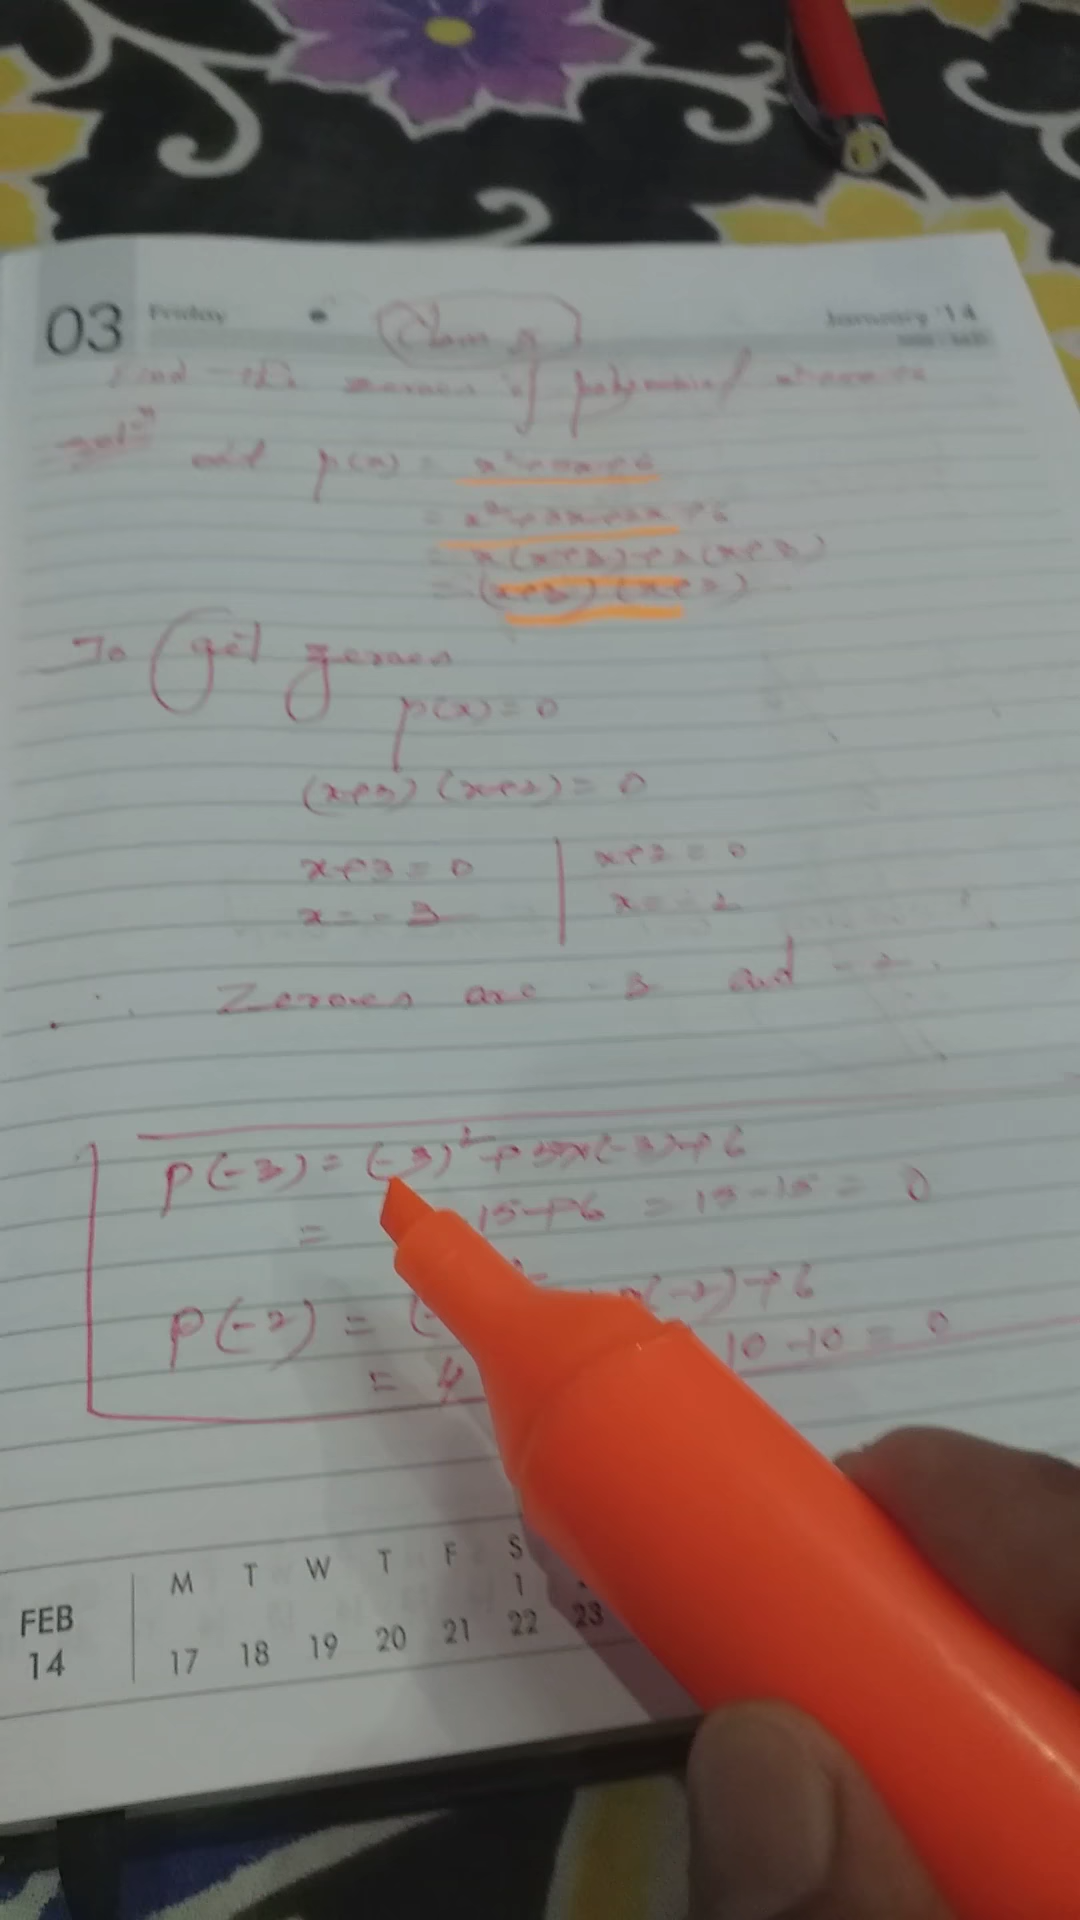 03 Friday January '14
Find the zeroes of polynomial
Sol:n p(x) = x²+5x+6
= x²+3x+2x+6
= x(x+3)+2(x+3)
= (x+3)(x+2)
To get zeroes
p(x)=0
(x+3)(x+2)=0
x+3=0 x+2=0
x=-3 x=-2
Zeroes are -3 and -2.
P(-3) = (-3)²+5x(-3)+6
= 15+6 = 15-15 = 0
P(-2) = (- (-2)+6
= 4 10-10 = 0
M T W T F S
1
FEB
14 17 18 19 20 21 22 23